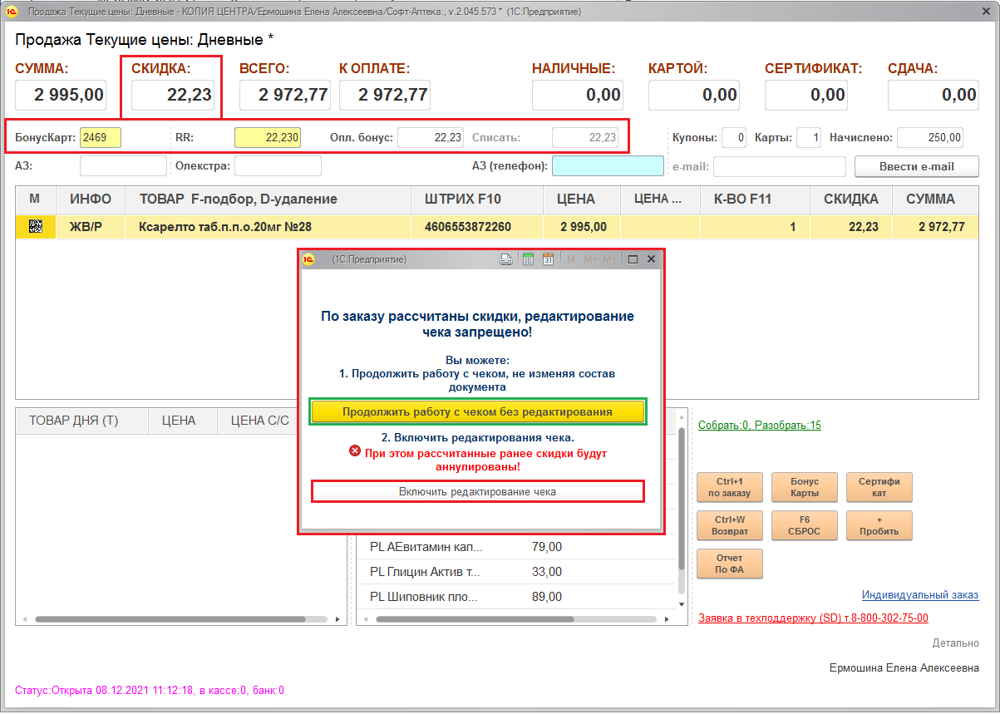 Продажа Текущие цены: Дневные - КОПИЯ ЦЕНТРА/Ермошина Елена Алексеевна/Софт-Аптека:, v.2.045.573 * (1С:Предприятие)
Продажа Текущие цены: Дневные *
СУММА: СКИДКА: ВСЕГО: К ОПЛАТЕ: НАЛИЧНЫЕ: КАРТОЙ: СЕРТИФИКАТ: СДАЧА:
2 995,00 22,23 2 972,77 2 972,77 0,00 0,00 0,00 0,00
БонусКарт: 2469 RR: 22,230 Опл. бонус: 22,23 Списать: 22,23 Купоны: 0 Карты: 1 Начислено: 250,00
АЗ: Олекстра: АЗ (телефон): e-mail: Ввести e-mail
М ИНФО ТОВАР F-подбор, D-удаление ШТРИХ F10 ЦЕНА ЦЕНА ... К-ВО F11 СКИДКА СУММА
ЖВ/Р Ксарелто таб.п.п.о.20мг №28 4606553872260 2 995,00 1 22,23 2 972,77
(1С:Предприятие) 31 M M+ M-
По заказу рассчитаны скидки, редактирование
чека запрещено!
Вы можете:
1. Продолжить работу с чеком, не изменяя состав
документа
Продолжить работу с чеком без редактирования
2. Включить редактирования чека.
При этом рассчитанные ранее скидки будут
аннулированы!
Включить редактирование чека
ТОВАР ДНЯ (Т) ЦЕНА ЦЕНА С/С
PL АЕвитамин кап... 79,00
PL Глицин Актив т... 33,00
PL Шиповник пло... 89,00
Собрать:0, Разобрать:15
Ctrl+1
по заказу
Бонус
Карты
Сертифи
кат
Ctrl+W
Возврат
F6
СБРОС
+
Пробить
Отчет
По ФА
Индивидуальный заказ
Заявка в техподдержку (SD) т.8-800-302-75-00
Детально
Ермошина Елена Алексеевна
Статус:Открыта 08.12.2021 11:12:18, в кассе:0, банк:0